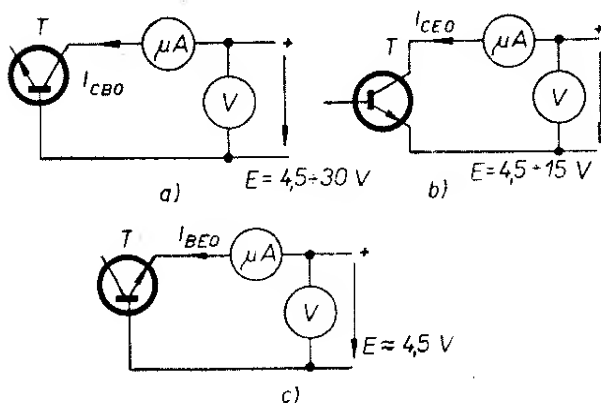 T
μA
+
I_CBO
V
E = 4,5÷30 V
a)
I_CEO
T
μA
+
V
E = 4,5÷15 V
b)
T
I_BEO
μA
+
V
E ≈ 4,5 V
c)